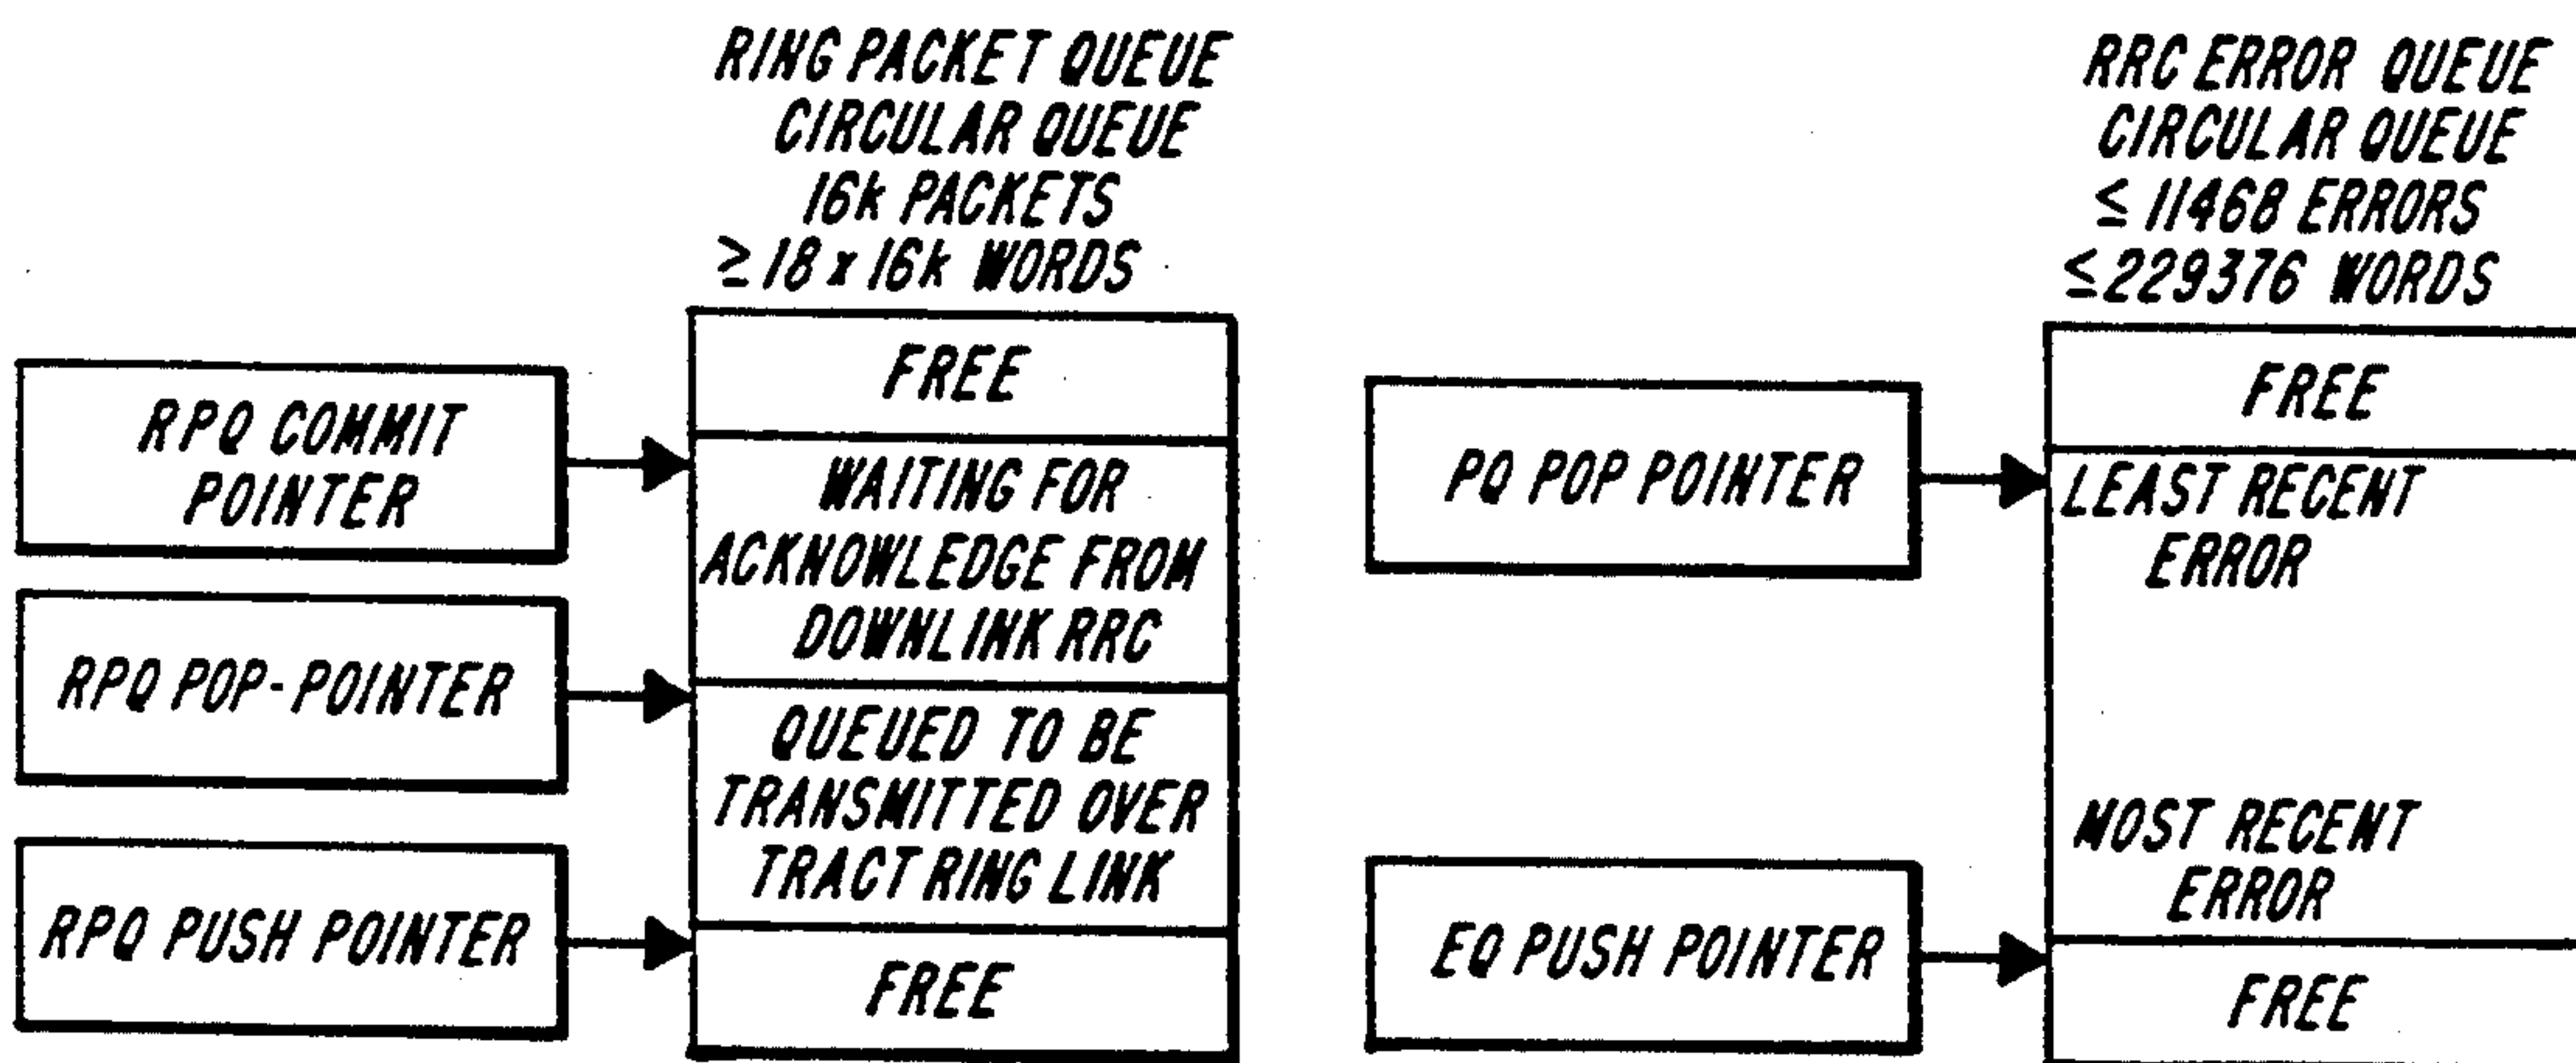 RING PACKET QUEUE
CIRCULAR QUEUE
16k PACKETS
≥ 18 x 16k WORDS
FREE
RPQ COMMIT
POINTER
WAITING FOR
ACKNOWLEDGE FROM
DOWNLINK RRC
RPQ POP-POINTER
QUEUED TO BE
TRANSMITTED OVER
TRACT RING LINK
RPQ PUSH POINTER
FREE
RRC ERROR QUEUE
CIRCULAR QUEUE
≤ 11468 ERRORS
≤ 229376 WORDS
FREE
PQ POP POINTER
LEAST RECENT
ERROR
MOST RECENT
ERROR
EQ PUSH POINTER
FREE